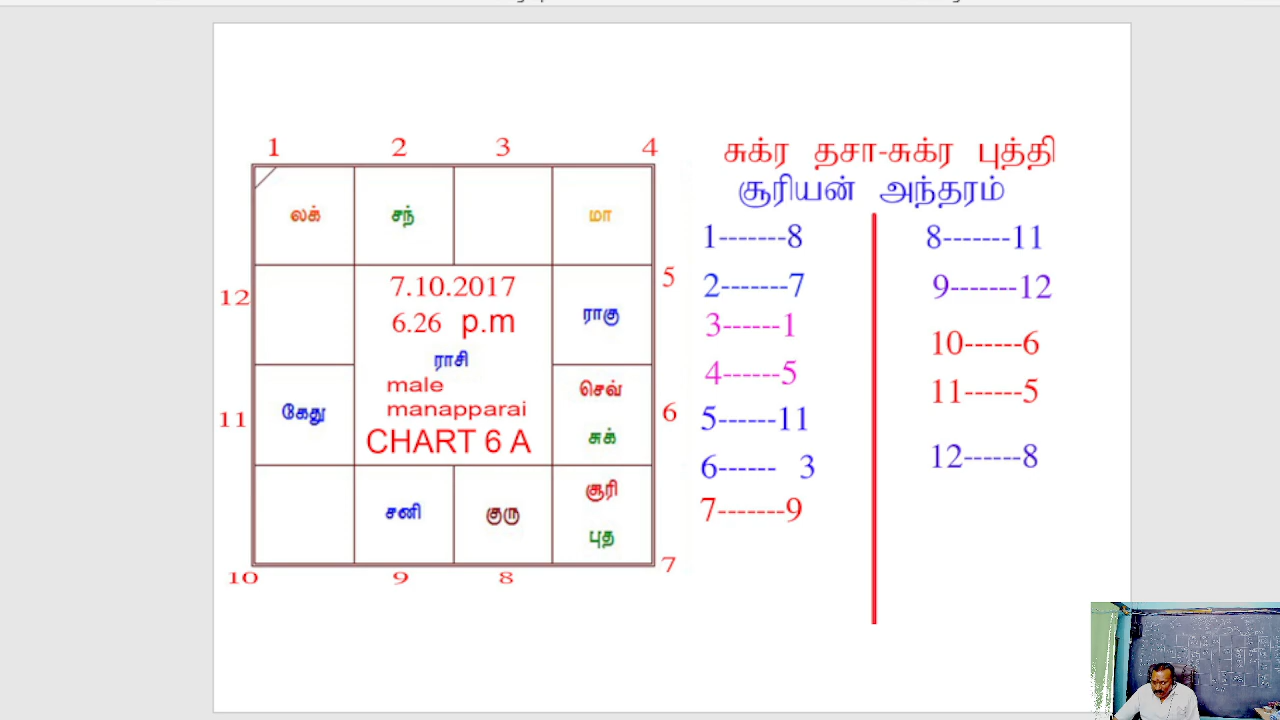 1 2 3 4
லக் சந் மா
12 5
7.10.2017
6.26 p.m
ராகு
ராசி
male
manapparai
CHART 6 A
11 6
கேது
செவ்
சுக்
சனி குரு
சூரி
புத
10 9 8 7
சுக்ர தசா-சுக்ர புத்தி
சூரியன் அந்தரம்
1-------8
2-------7
3------1
4------5
5------11
6------ 3
7-------9
8-------11
9-------12
10------6
11------5
12------8